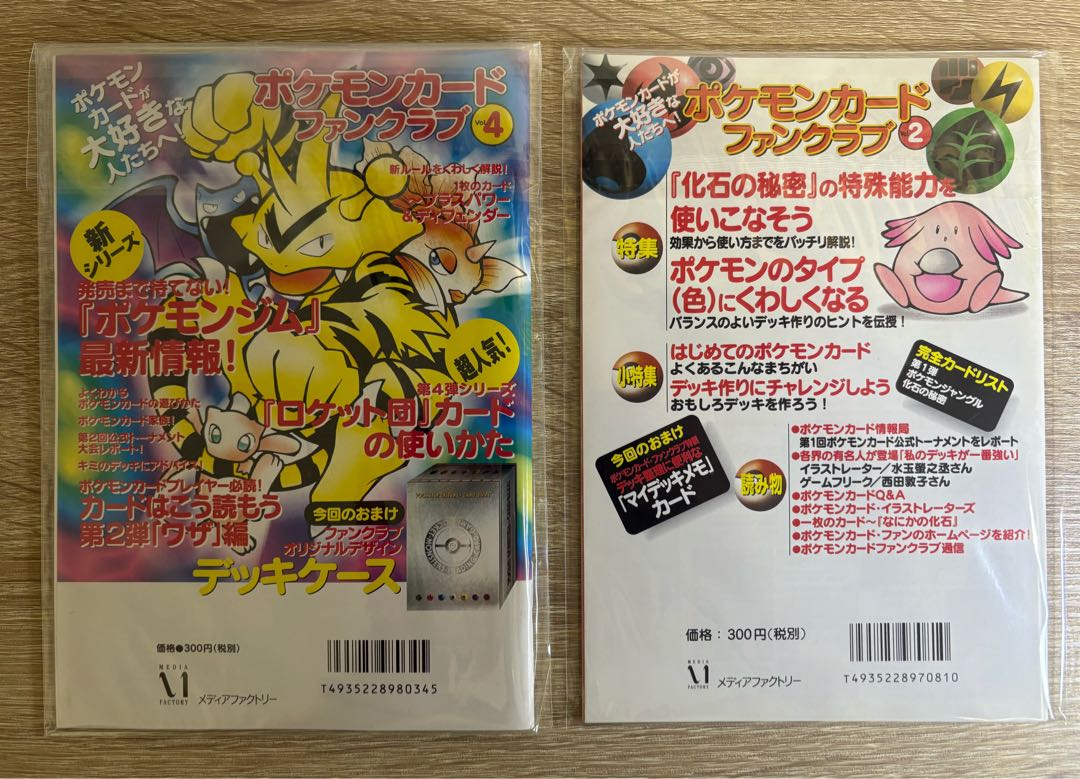 ポケモン
カードが
大好きな
人たちへ!
ポケモンカード
ファンクラブ
Vol.4
新ルールをくわしく解説!
1枚のカード
〜プラスパワー
&ディフェンダー
新
シリーズ
発売まで待てない!
『ポケモンジム』
最新情報!
超人気!
第4弾シリーズ
『ロケット団』カード
の使いかた
よくわかる
ポケモンカードの遊びかた
ポケモンカード家族!
第2回公式トーナメント
大会レポート!
キミのデッキにアドバイス!
ポケモンカードプレイヤー必読!
カードはこう読もう
第2弾「ワザ」編
今回のおまけ
ファンクラブ
オリジナルデザイン
デッキケース
価格●300円(税別)
MEDIA
FACTORY
メディアファクトリー
T4935228980345
ポケモンカードが
大好きな
人たちへ!
ポケモンカード
ファンクラブ
Vol.2
特集
『化石の秘密』の特殊能力を
使いこなそう
効果から使い方までをバッチリ解説!
ポケモンのタイプ
(色)にくわしくなる
バランスのよいデッキ作りのヒントを伝授!
小特集
はじめてのポケモンカード
よくあるこんなまちがい
デッキ作りにチャレンジしよう
おもしろデッキを作ろう!
完全カードリスト
第1弾
ポケモンジャングル
化石の秘密
今回のおまけ
ポケモンカード・ファンクラブ特製
デッキ整理に便利な
「マイデッキメモ」
カード
読み物
●ポケモンカード情報局
第1回ポケモンカード公式トーナメントをレポート
●各界の有名人が登場「私のデッキが一番強い」
イラストレーター/水玉螢之丞さん
ゲームフリーク/西田敦子さん
●ポケモンカードQ&A
●ポケモンカード・イラストレーターズ
●一枚のカード〜『なにかの化石』
●ポケモンカード・ファンのホームページを紹介!
●ポケモンカードファンクラブ通信
価格:300円(税別)
MEDIA
FACTORY
メディアファクトリー
T4935228970810